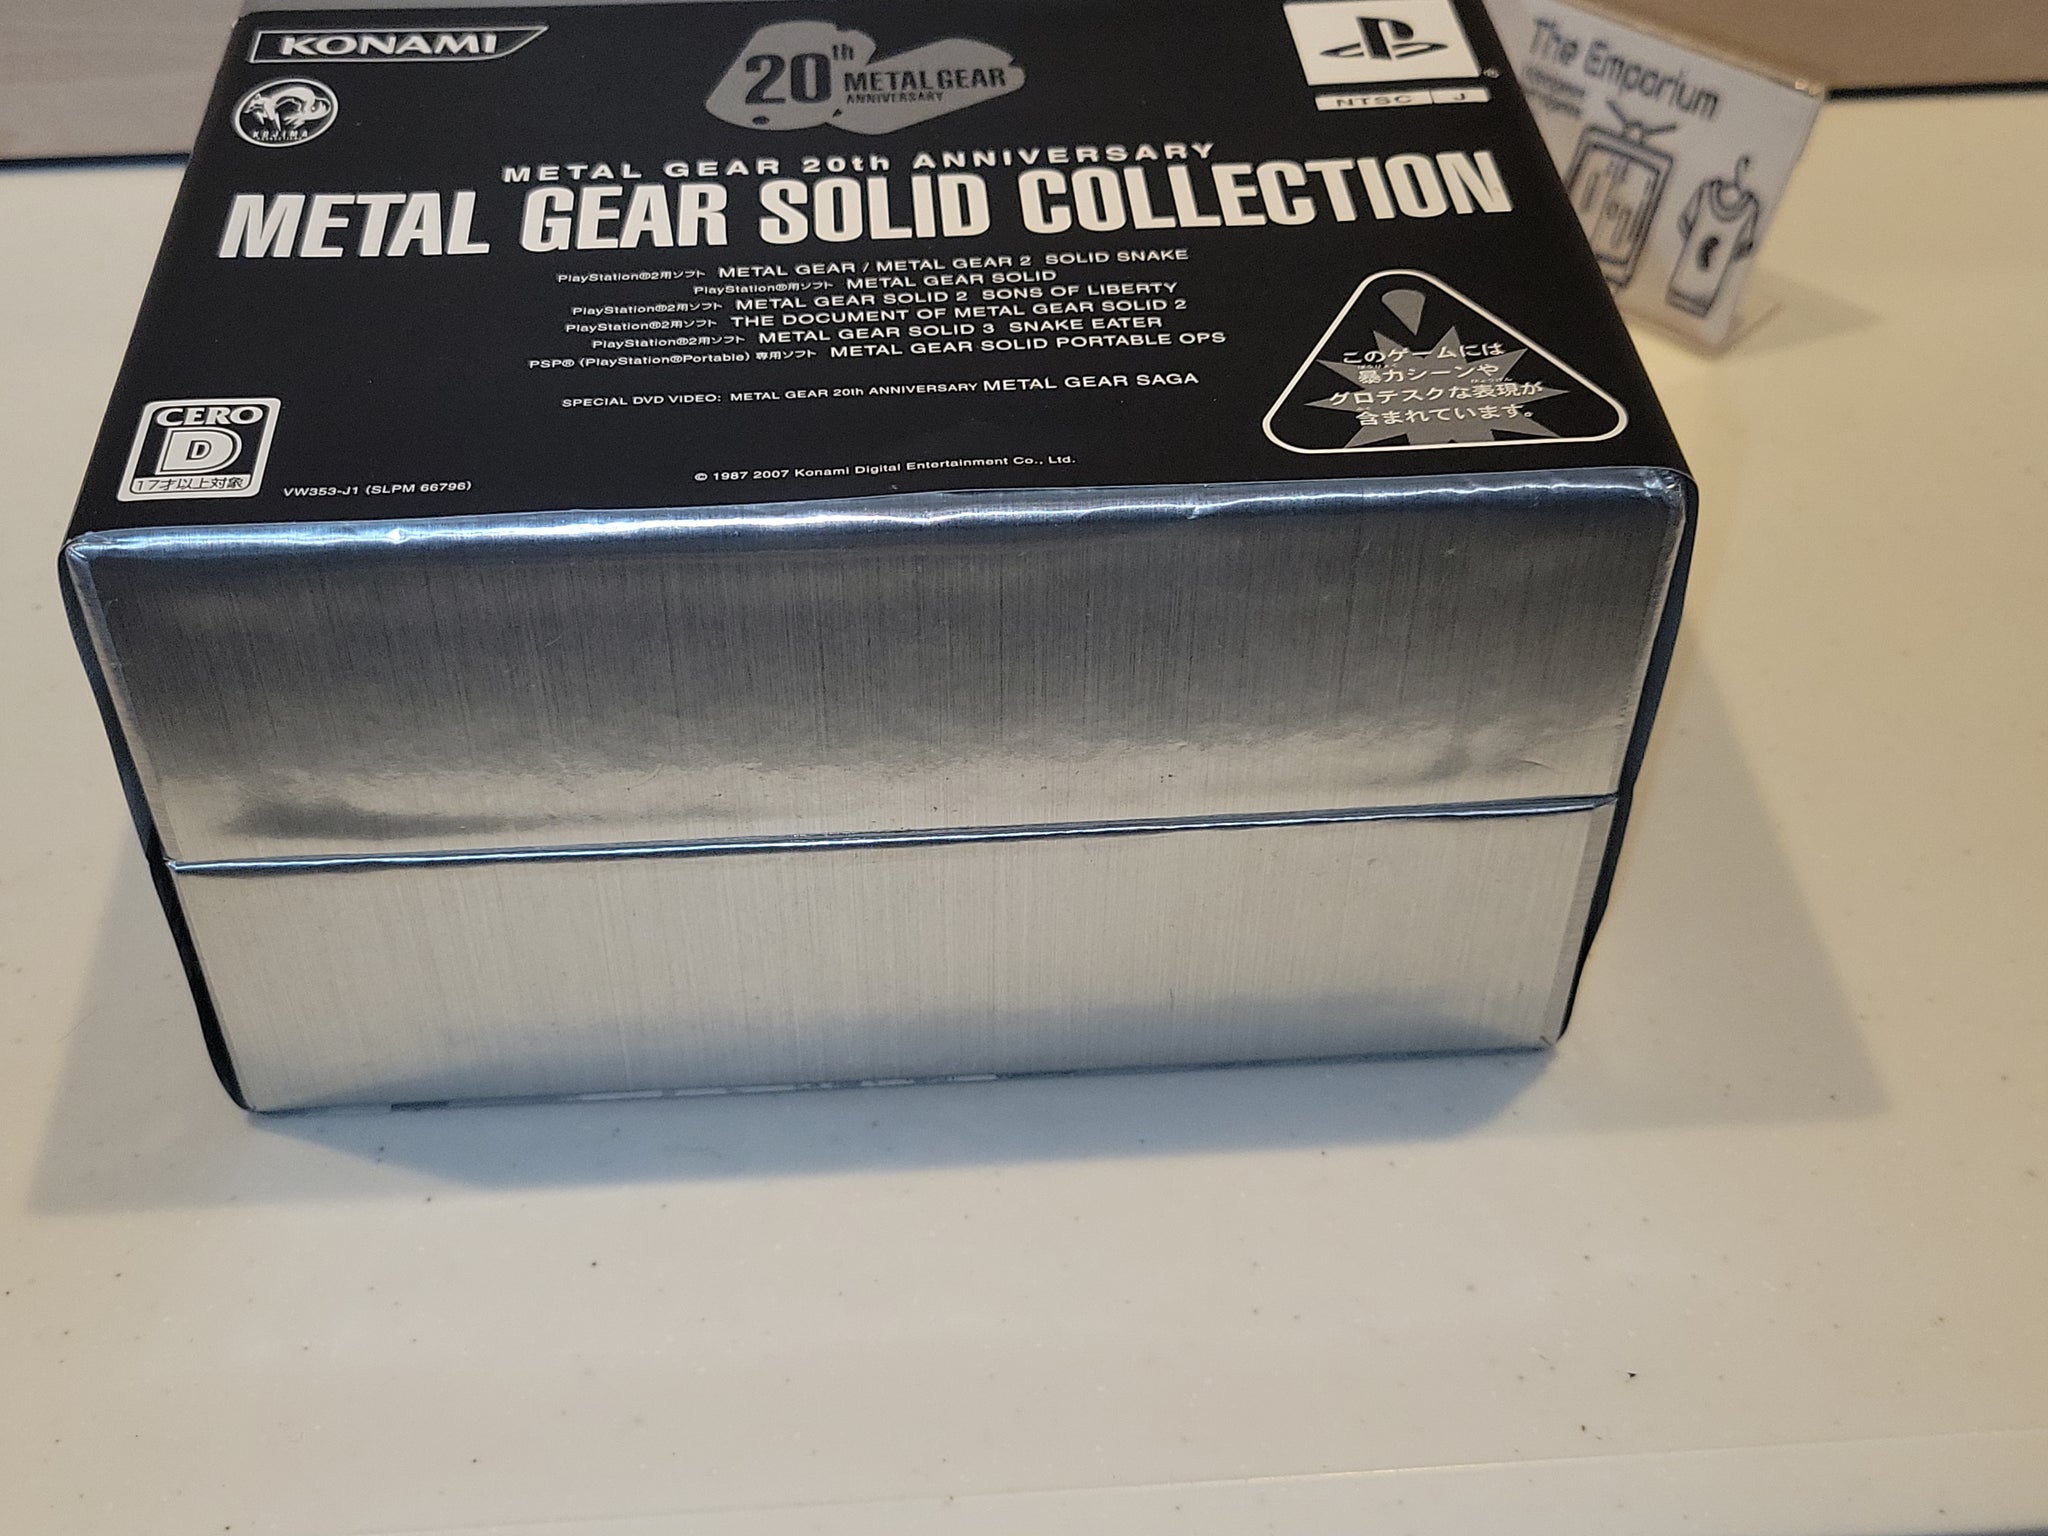 KONAMI
KOJIMA
20th METAL GEAR
ANNIVERSARY
NTSC J
METAL GEAR 20th ANNIVERSARY
METAL GEAR SOLID COLLECTION
PlayStation®2用ソフト METAL GEAR / METAL GEAR 2 SOLID SNAKE
PlayStation®用ソフト METAL GEAR SOLID
PlayStation®2用ソフト METAL GEAR SOLID 2 SONS OF LIBERTY
PlayStation®2用ソフト THE DOCUMENT OF METAL GEAR SOLID 2
PlayStation®2用ソフト METAL GEAR SOLID 3 SNAKE EATER
PSP® (PlayStation®Portable) 専用ソフト METAL GEAR SOLID PORTABLE OPS
SPECIAL DVD VIDEO: METAL GEAR 20th ANNIVERSARY METAL GEAR SAGA
このゲームには
暴力シーンや
グロテスクな表現が
含まれています。
CERO
D
17才以上対象
VW353-J1 (SLPM 66796)
© 1987 2007 Konami Digital Entertainment Co., Ltd.
The Emporium